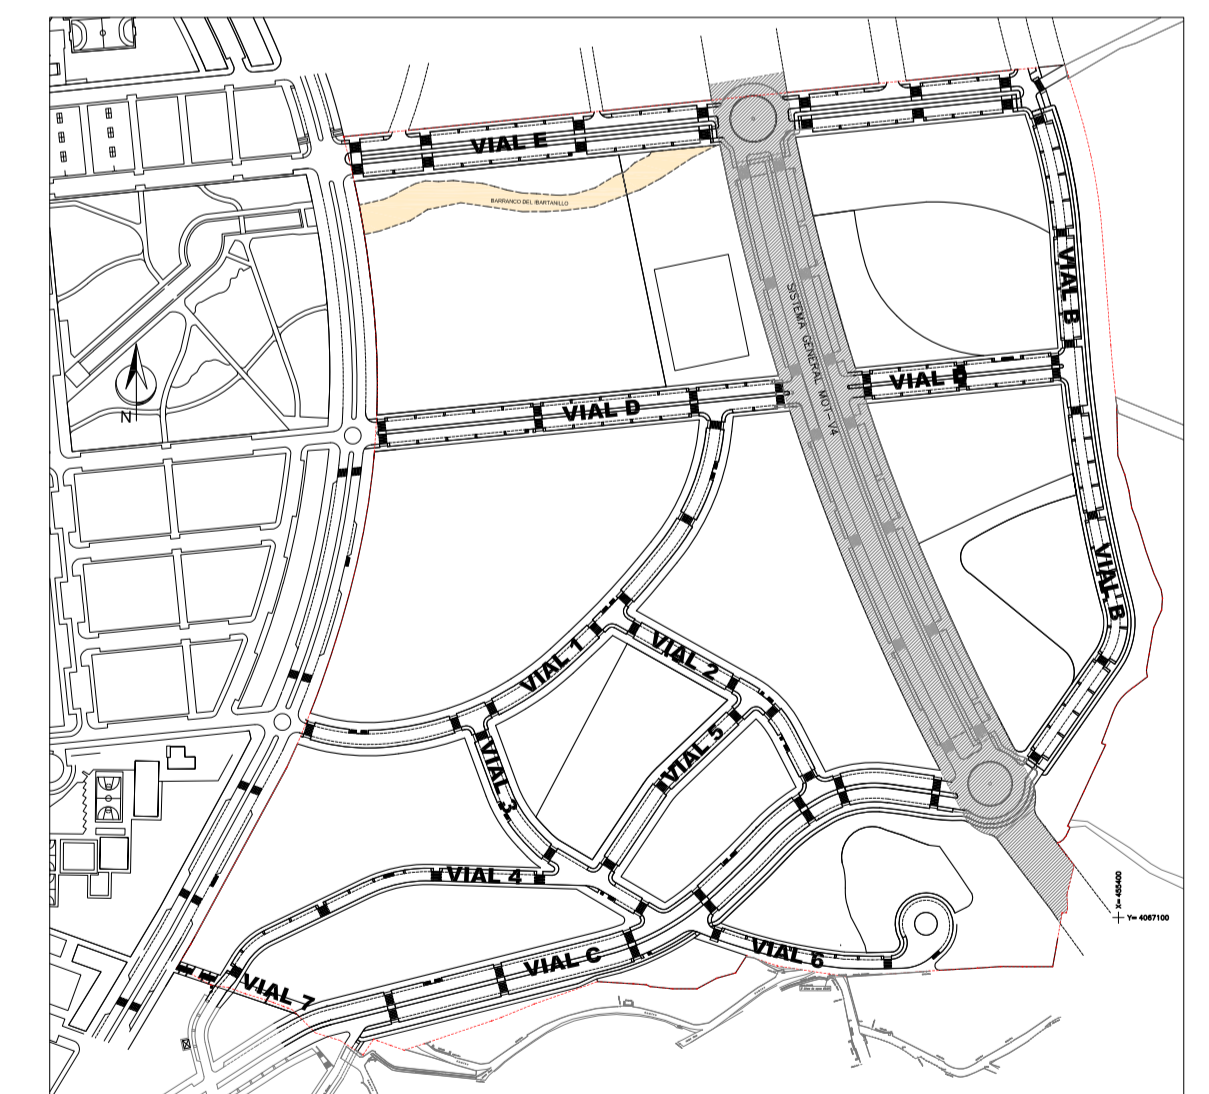 VIAL E
BARRANCO DEL IBARTANILLO
VIAL B
SISTEMA GENERAL MOT-V4
VIAL D
VIAL D
N
VIAL B
VIAL 1
VIAL 2
VIAL 3
VIAL 5
VIAL 4
X= 455400
Y= 4067100
VIAL C
VIAL 6
VIAL 7